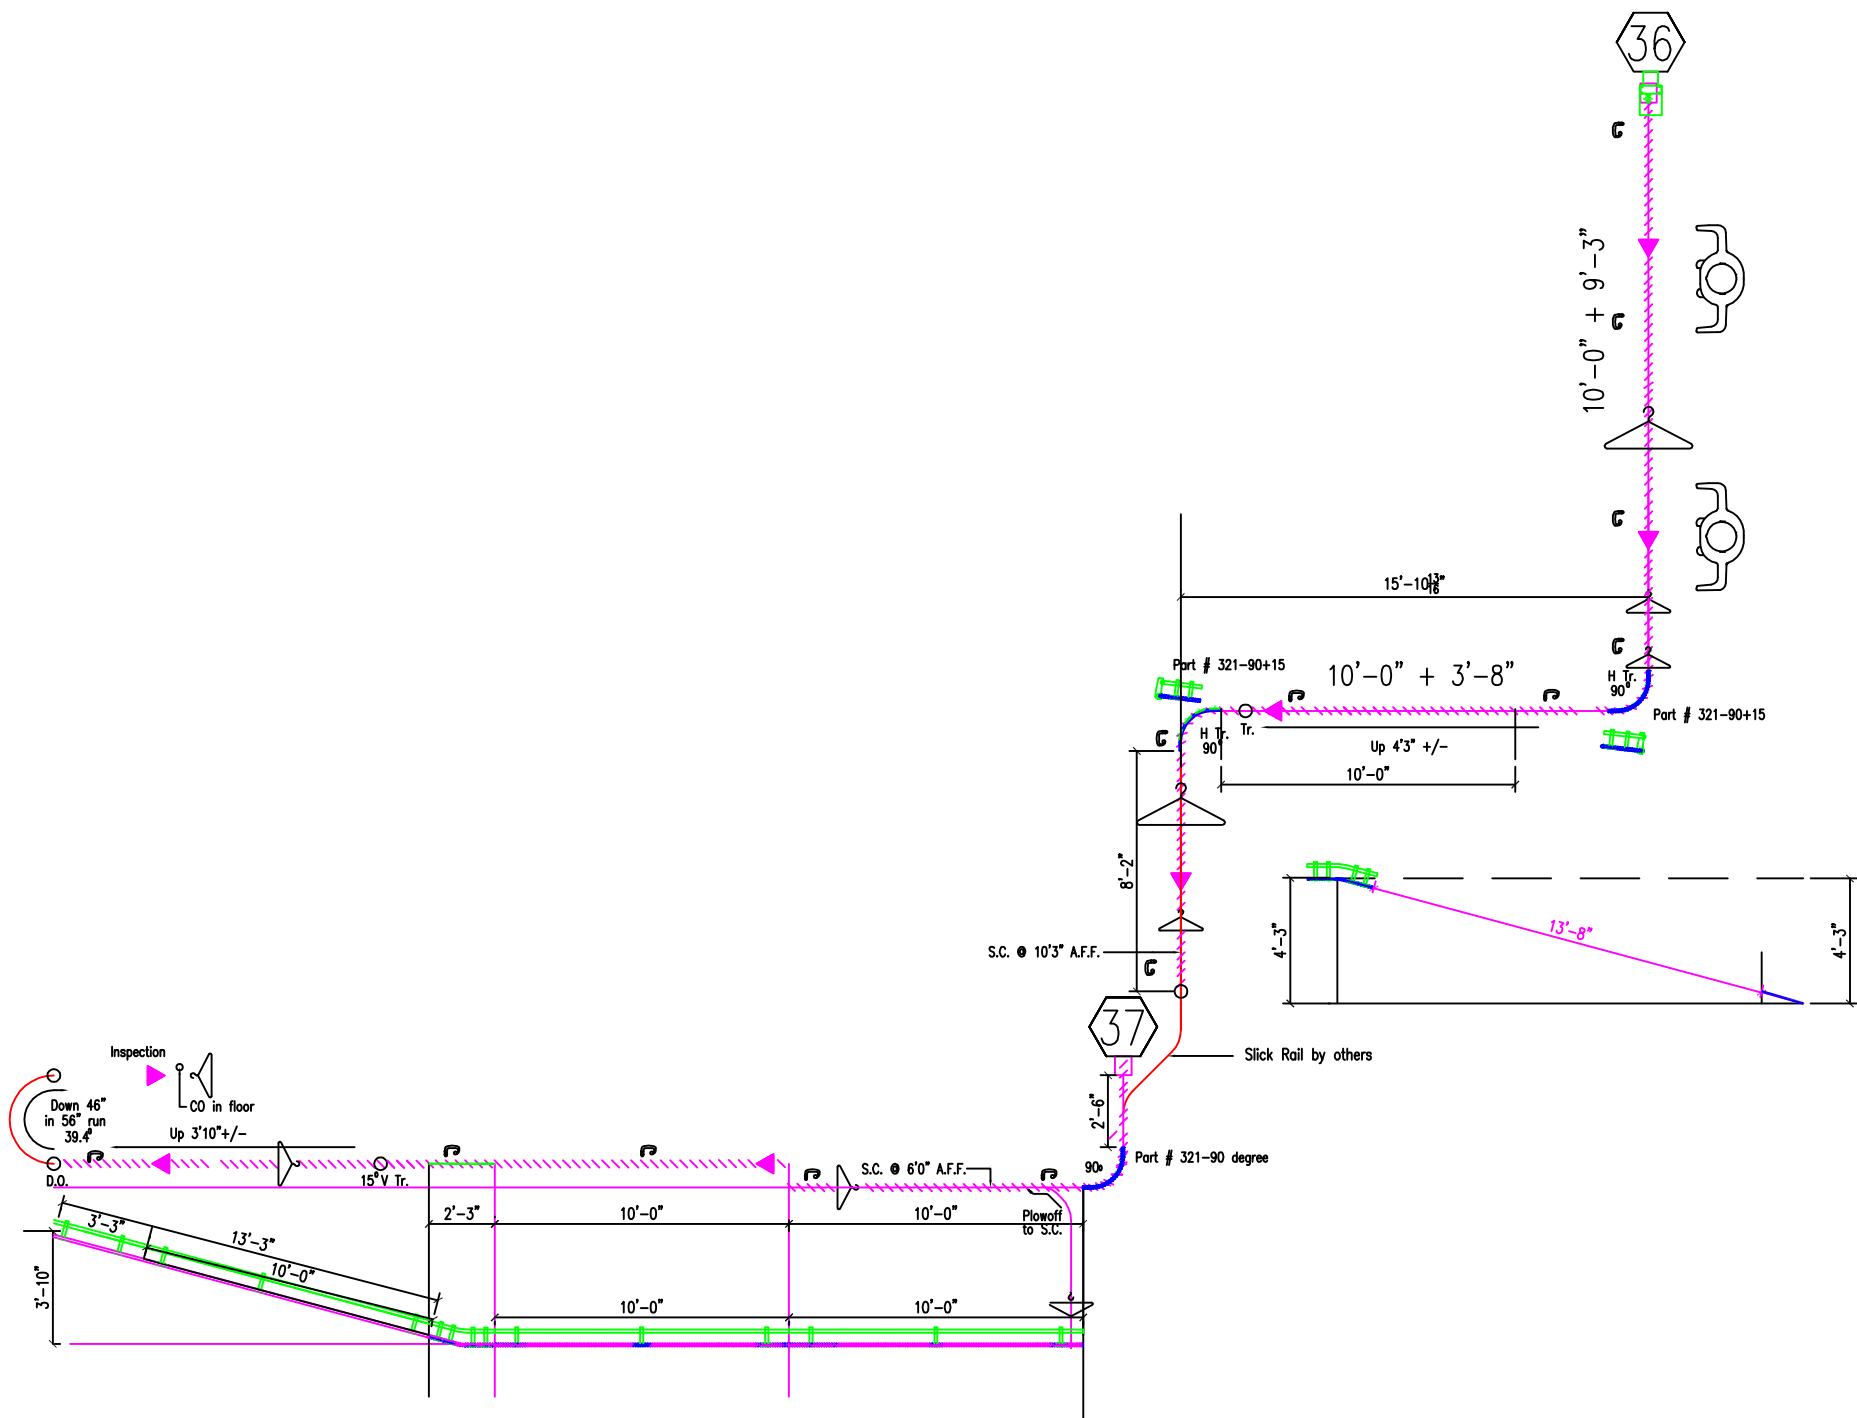 36
10'-0" + 9'-3"
15'-10 13/16"
Part # 321-90+15
10'-0" + 3'-8"
H Tr.
90°
Part # 321-90+15
H Tr.
90°
Tr.
Up 4'3" +/-
10'-0"
8'-2"
S.C. @ 10'3" A.F.F.
4'-3"
13'-8"
4'-3"
37
Slick Rail by others
2'-6"
Inspection
CO in floor
Down 46"
in 56" run
39.4°
Up 3'10"+/-
D.O.
15° V Tr.
S.C. @ 6'0" A.F.F.
90°
Part # 321-90 degree
Plowoff
to S.C.
2'-3"
10'-0"
10'-0"
3'-3"
13'-3"
10'-0"
3'-10"
10'-0"
10'-0"